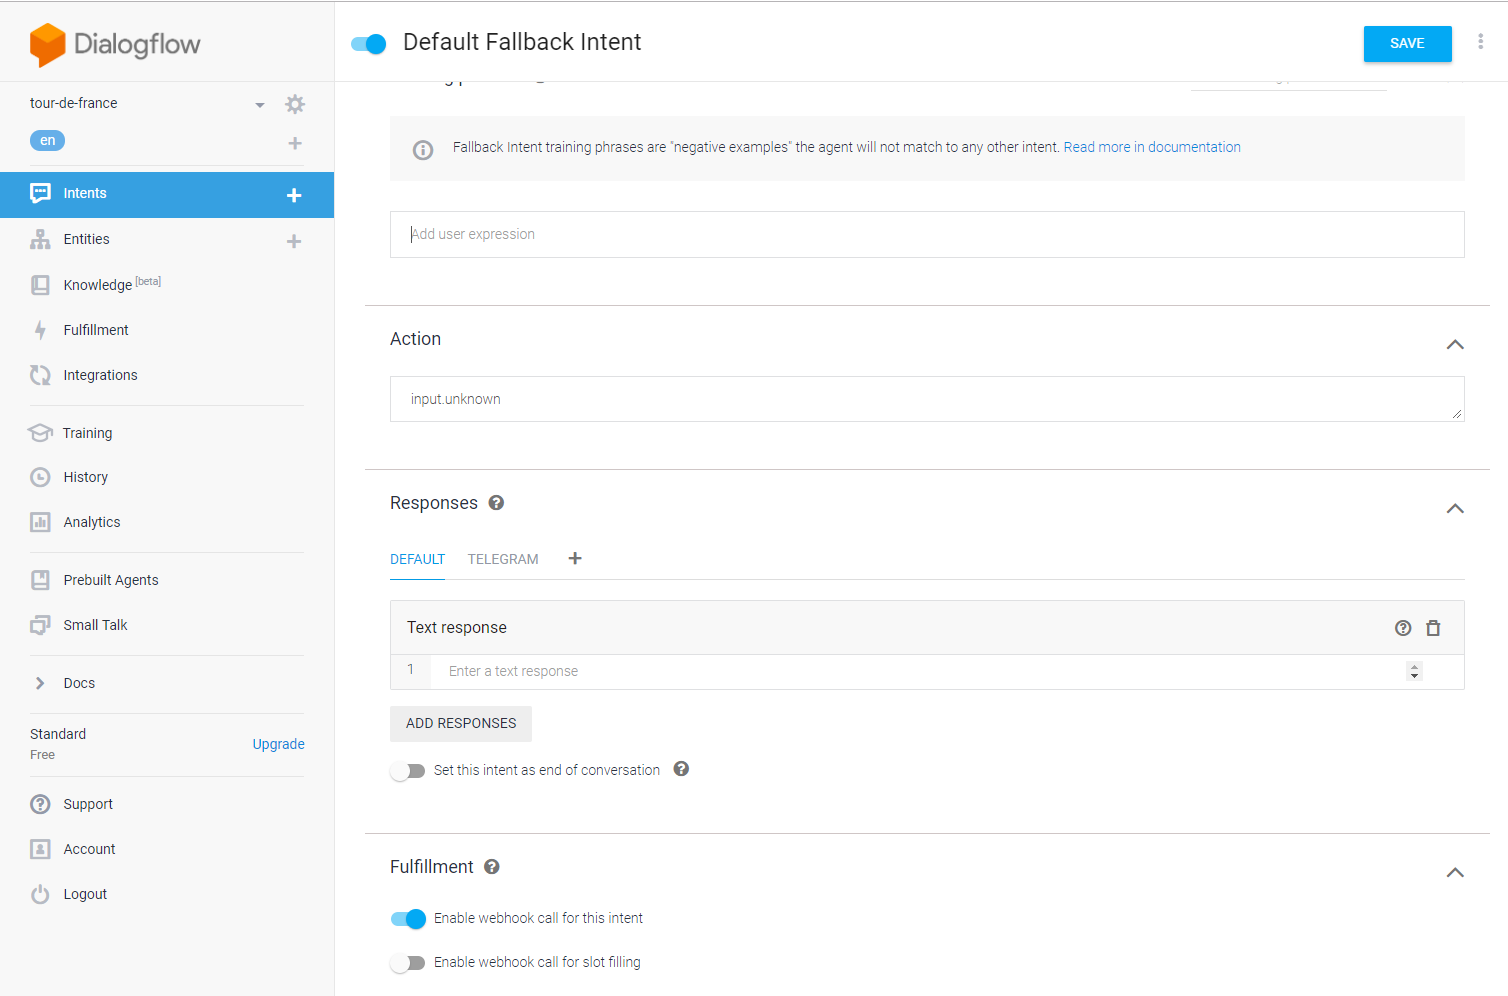 Dialogflow
Default Fallback Intent
SAVE
tour-de-france
en
Intents
Entities
Knowledge [beta]
Fulfillment
Integrations
Training
History
Analytics
Prebuilt Agents
Small Talk
Docs
Standard
Free
Upgrade
Support
Account
Logout
Fallback Intent training phrases are "negative examples" the agent will not match to any other intent. Read more in documentation
Add user expression
Action
input.unknown
Responses
DEFAULT TELEGRAM
Text response
1 Enter a text response
ADD RESPONSES
Set this intent as end of conversation
Fulfillment
Enable webhook call for this intent
Enable webhook call for slot filling